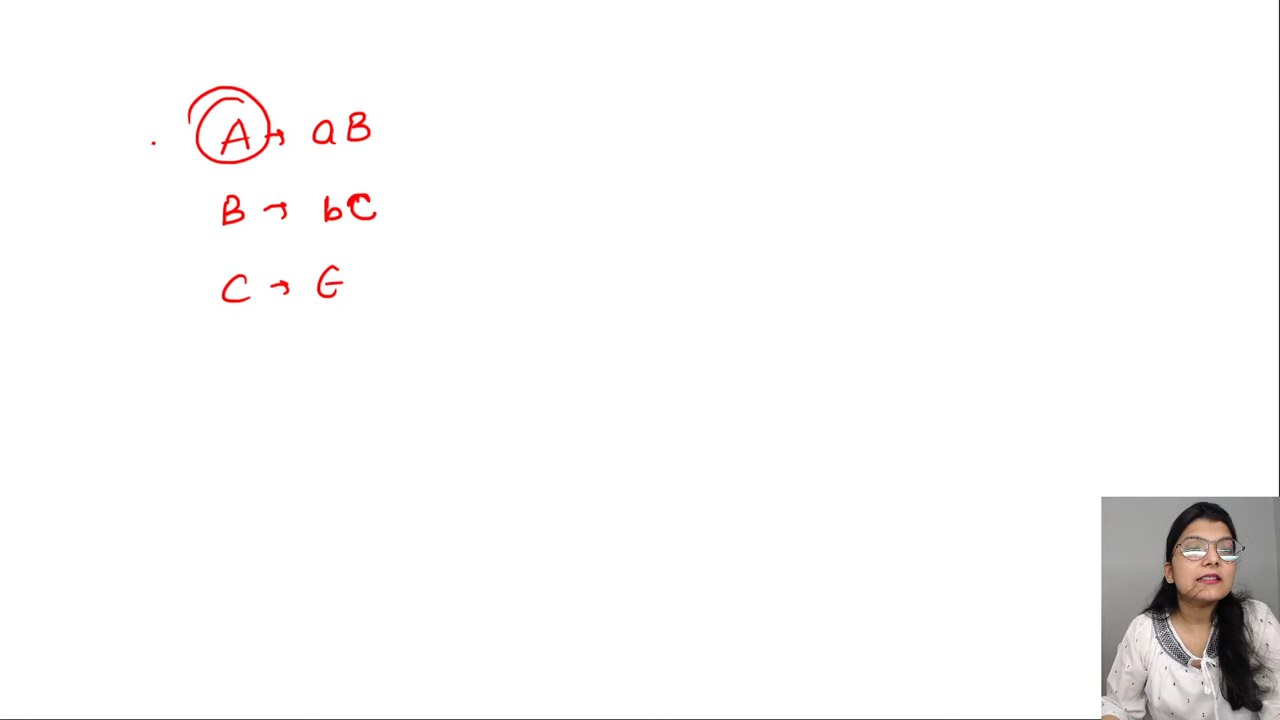 A → aB
B → bC
C → ϵ